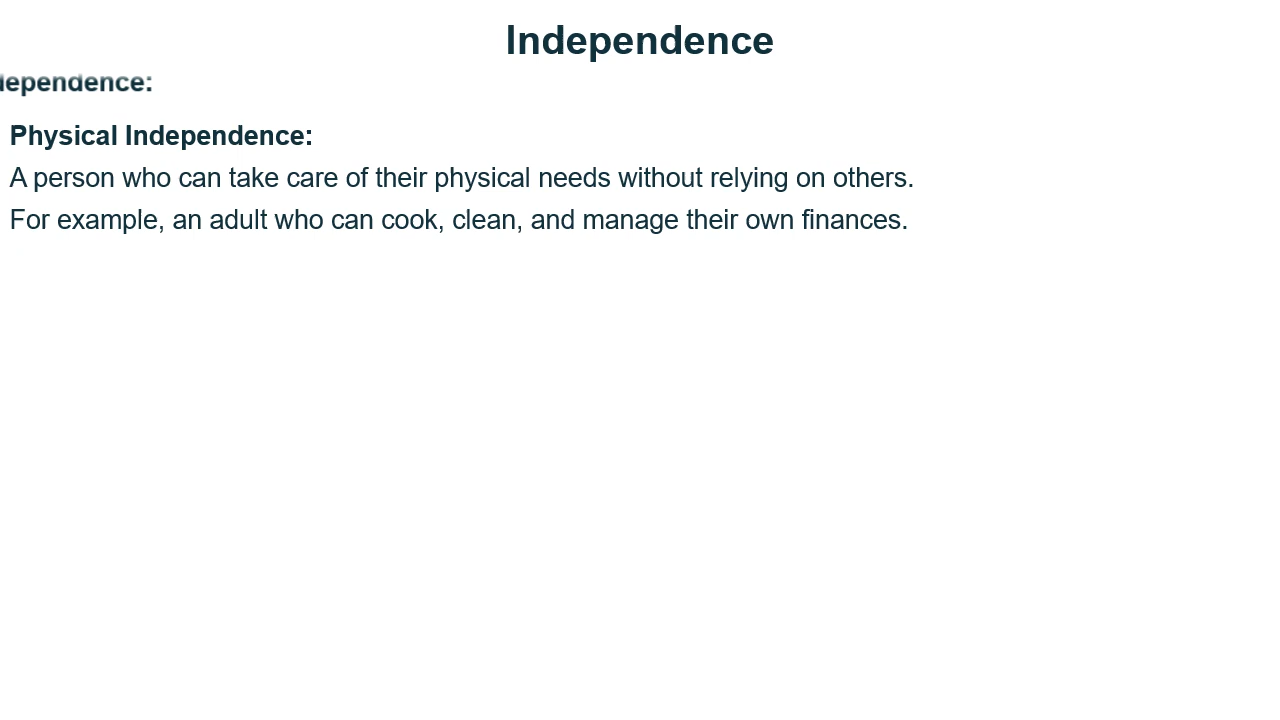 Independence
ependence:
Physical Independence:
A person who can take care of their physical needs without relying on others.
For example, an adult who can cook, clean, and manage their own finances.